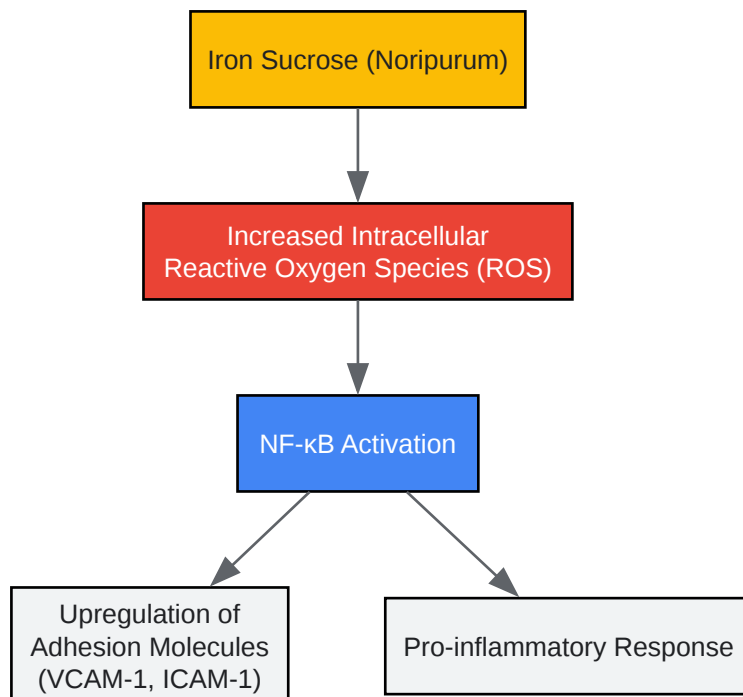 Iron Sucrose (Noripurum)
Increased Intracellular
Reactive Oxygen Species (ROS)
NF-κB Activation
Upregulation of
Adhesion Molecules
(VCAM-1, ICAM-1)
Pro-inflammatory Response